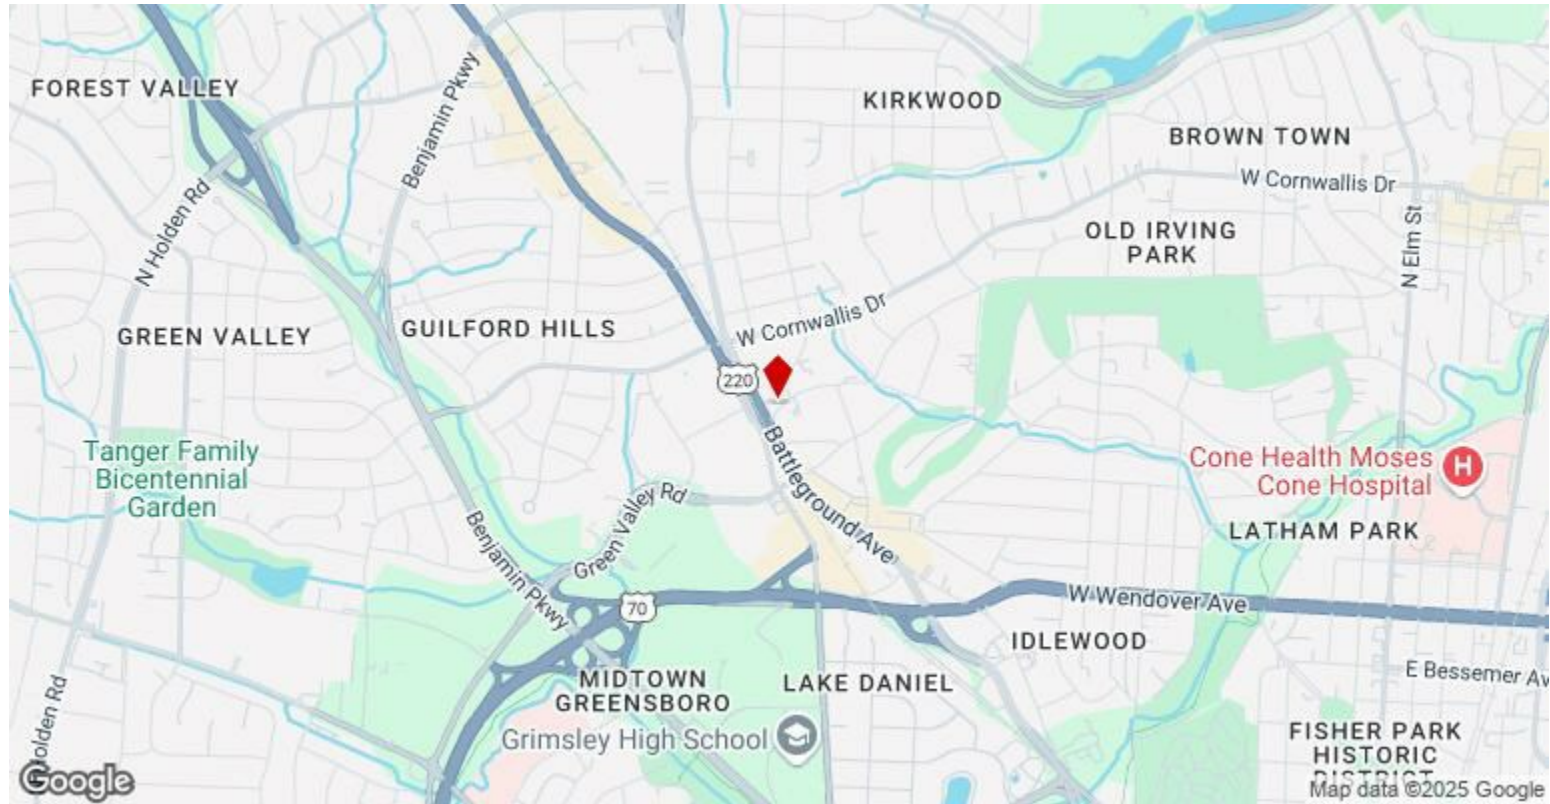 FOREST VALLEY
Benjamin Pkwy
KIRKWOOD
BROWN TOWN
W Cornwallis Dr
N Holden Rd
OLD IRVING
PARK
N Elm St
GREEN VALLEY
GUILFORD HILLS
W Cornwallis Dr
220
Tanger Family
Bicentennial
Garden
Battleground Ave
Cone Health Moses
Cone Hospital
H
Green Valley Rd
LATHAM PARK
Benjamin Pkwy
70
W Wendover Ave
IDLEWOOD
MIDTOWN
GREENSBORO
LAKE DANIEL
E Bessemer Av
Holden Rd
Grimsley High School
FISHER PARK
HISTORIC
DISTRICT
Google
Map data ©2025 Google